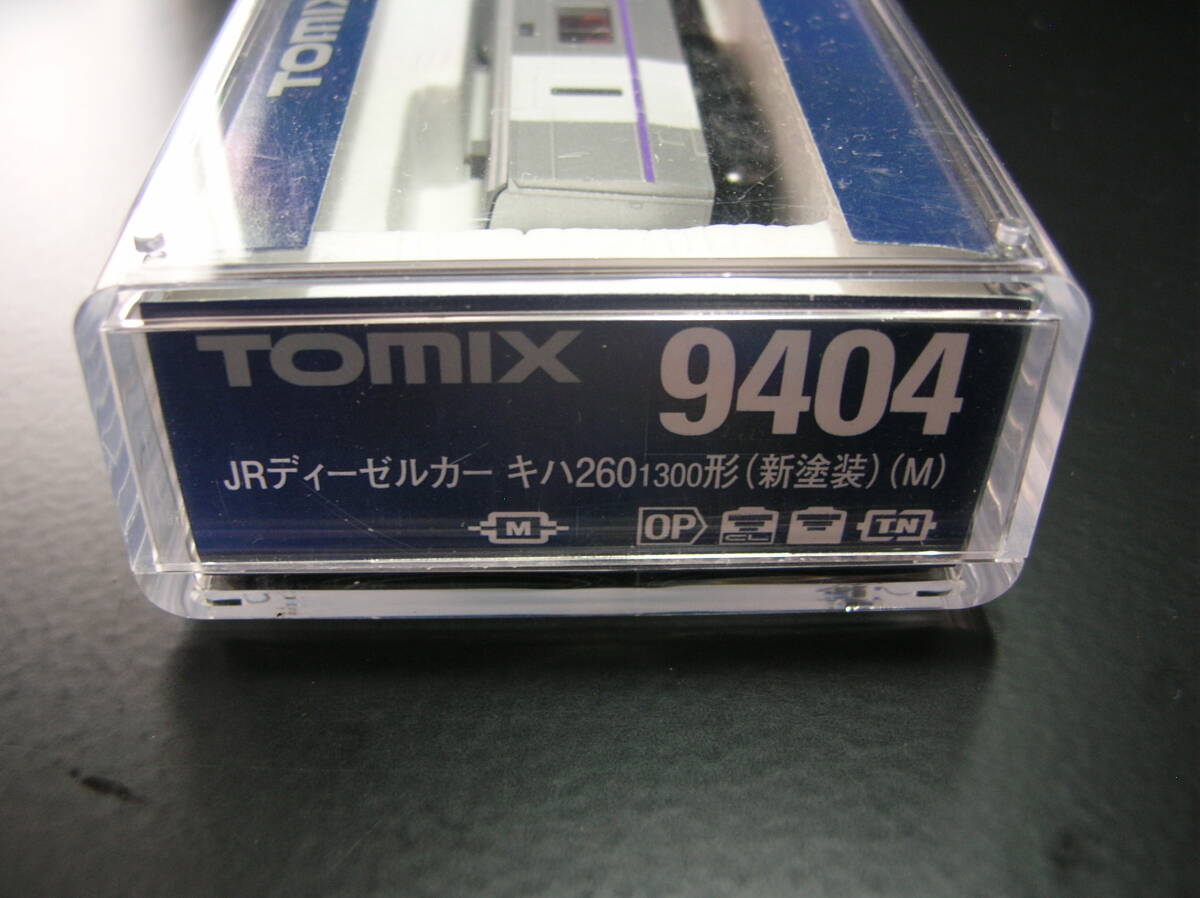 TOMIX
TOMIX 9404
JRディーゼルカー キハ2601300形(新塗装)(M)
M OP CL TN